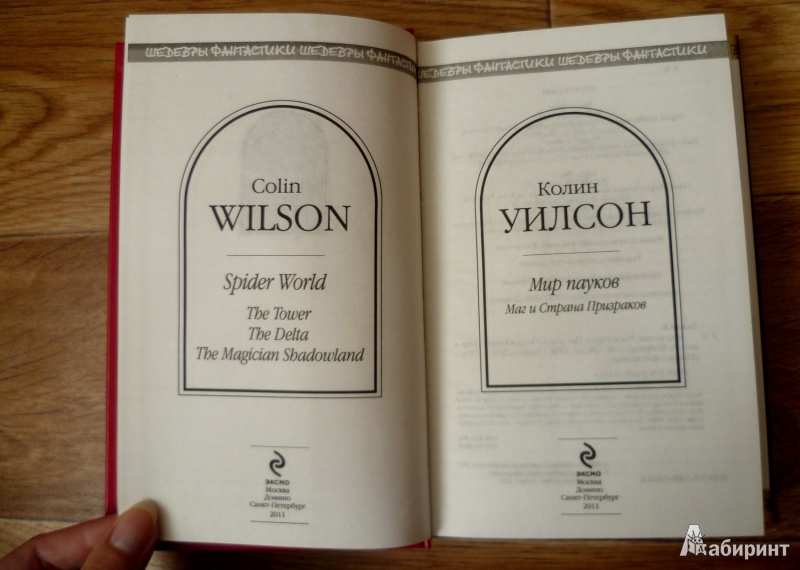 ШЕДЕВРЫ ФАНТАСТИКИ ШЕДЕВРЫ ФАНТАСТИ
Colin
WILSON
Spider World
The Tower
The Delta
The Magician Shadowland
ЭКСМО
Москва
Домино
Санкт-Петербург
2011
ШЕДЕВРЫ ФАНТАСТИКИ ШЕДЕВРЫ ФАНТАСТИКИ
Колин
УИЛСОН
Мир пауков
Маг и Страна Призраков
ЭКСМО
Москва
Домино
Санкт-Петербург
2011
Лабиринт